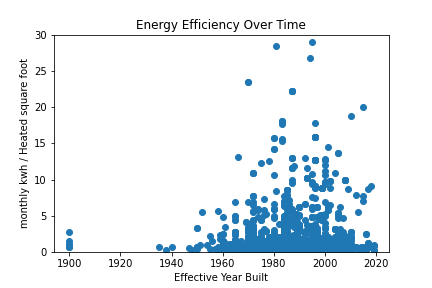 Energy Efficiency Over Time
monthly kwh / Heated square foot
30
25
20
15
10
5
0
1900 1920 1940 1960 1980 2000 2020
Effective Year Built